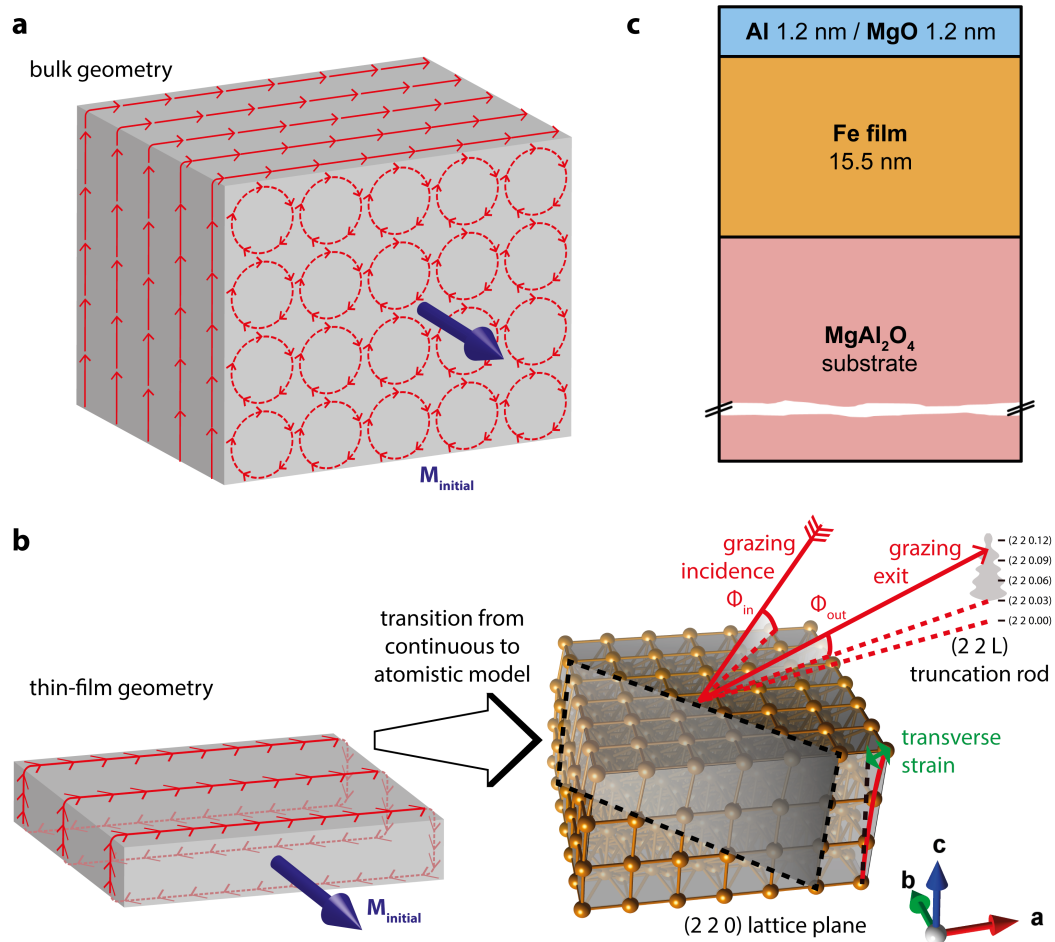 a
bulk geometry
M initial
c
Al 1.2 nm / MgO 1.2 nm
Fe film
15.5 nm
MgAl₂O₄
substrate
b
thin-film geometry
M initial
transition from
continuous to
atomistic model
grazing
incidence
Φ in
grazing
exit
Φ out
(2 2 0.12)
(2 2 0.09)
(2 2 0.06)
(2 2 0.03)
(2 2 0.00)
(2 2 L)
truncation rod
transverse
strain
(2 2 0) lattice plane
c
b
a